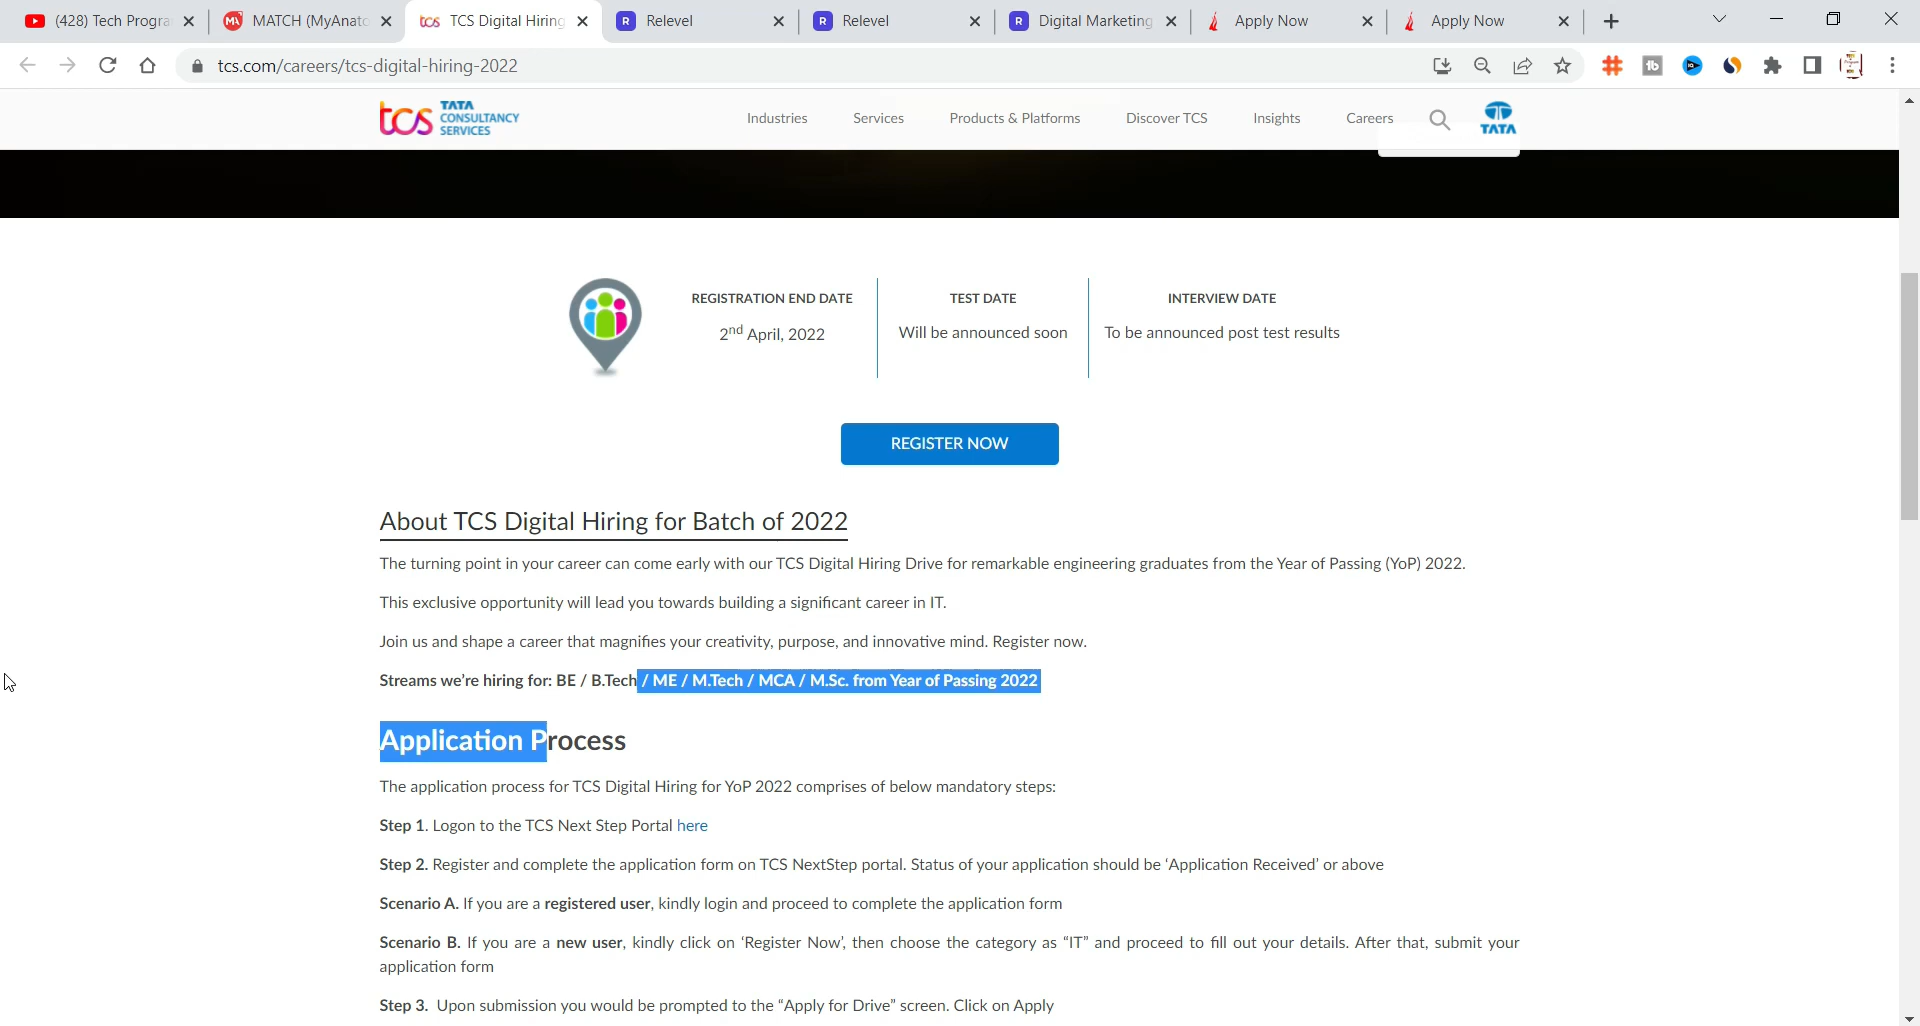 (428) Tech Progra
MATCH (MyAnato
tcs TCS Digital Hiring
R Relevel
R Relevel
R Digital Marketing
Apply Now
Apply Now
tcs.com/careers/tcs-digital-hiring-2022
tcs TATA CONSULTANCY SERVICES
Industries Services Products & Platforms Discover TCS Insights Careers TATA
REGISTRATION END DATE TEST DATE INTERVIEW DATE
2nd April, 2022 Will be announced soon To be announced post test results
REGISTER NOW
About TCS Digital Hiring for Batch of 2022
The turning point in your career can come early with our TCS Digital Hiring Drive for remarkable engineering graduates from the Year of Passing (YoP) 2022.
This exclusive opportunity will lead you towards building a significant career in IT.
Join us and shape a career that magnifies your creativity, purpose, and innovative mind. Register now.
Streams we're hiring for: BE / B.Tech / ME / M.Tech / MCA / M.Sc. from Year of Passing 2022
Application Process
The application process for TCS Digital Hiring for YoP 2022 comprises of below mandatory steps:
Step 1. Logon to the TCS Next Step Portal here
Step 2. Register and complete the application form on TCS NextStep portal. Status of your application should be ‘Application Received’ or above
Scenario A. If you are a registered user, kindly login and proceed to complete the application form
Scenario B. If you are a new user, kindly click on ‘Register Now’, then choose the category as “IT” and proceed to fill out your details. After that, submit your
application form
Step 3. Upon submission you would be prompted to the “Apply for Drive” screen. Click on Apply